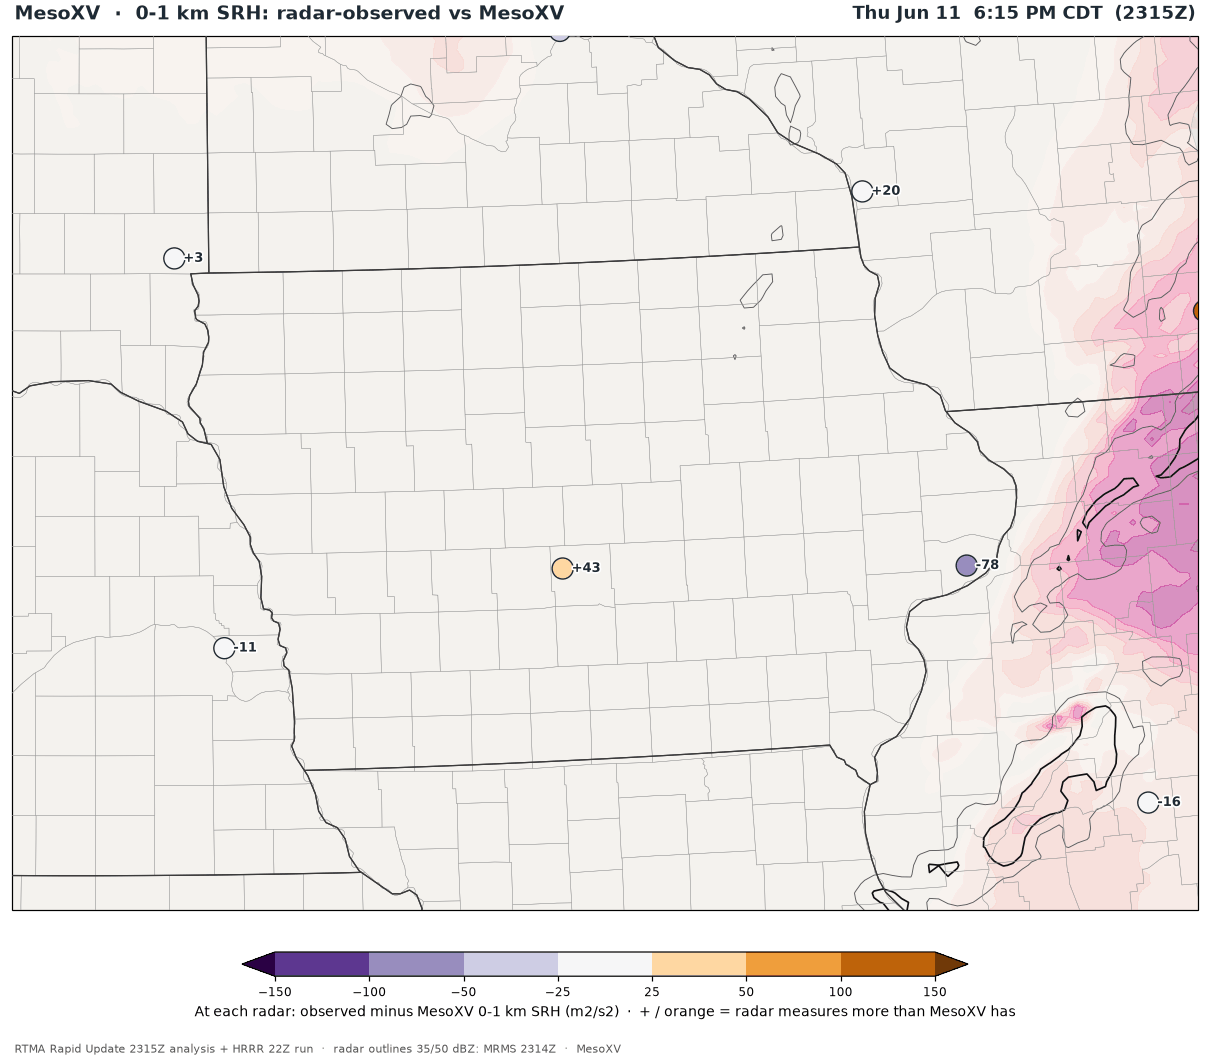 MesoXV · 0-1 km SRH: radar-observed vs MesoXV
Thu Jun 11 6:15 PM CDT (2315Z)
+20
+3
+43
-78
-11
-16
−150 −100 −50 −25 25 50 100 150
At each radar: observed minus MesoXV 0-1 km SRH (m2/s2) · + / orange = radar measures more than MesoXV has
RTMA Rapid Update 2315Z analysis + HRRR 22Z run · radar outlines 35/50 dBZ: MRMS 2314Z · MesoXV